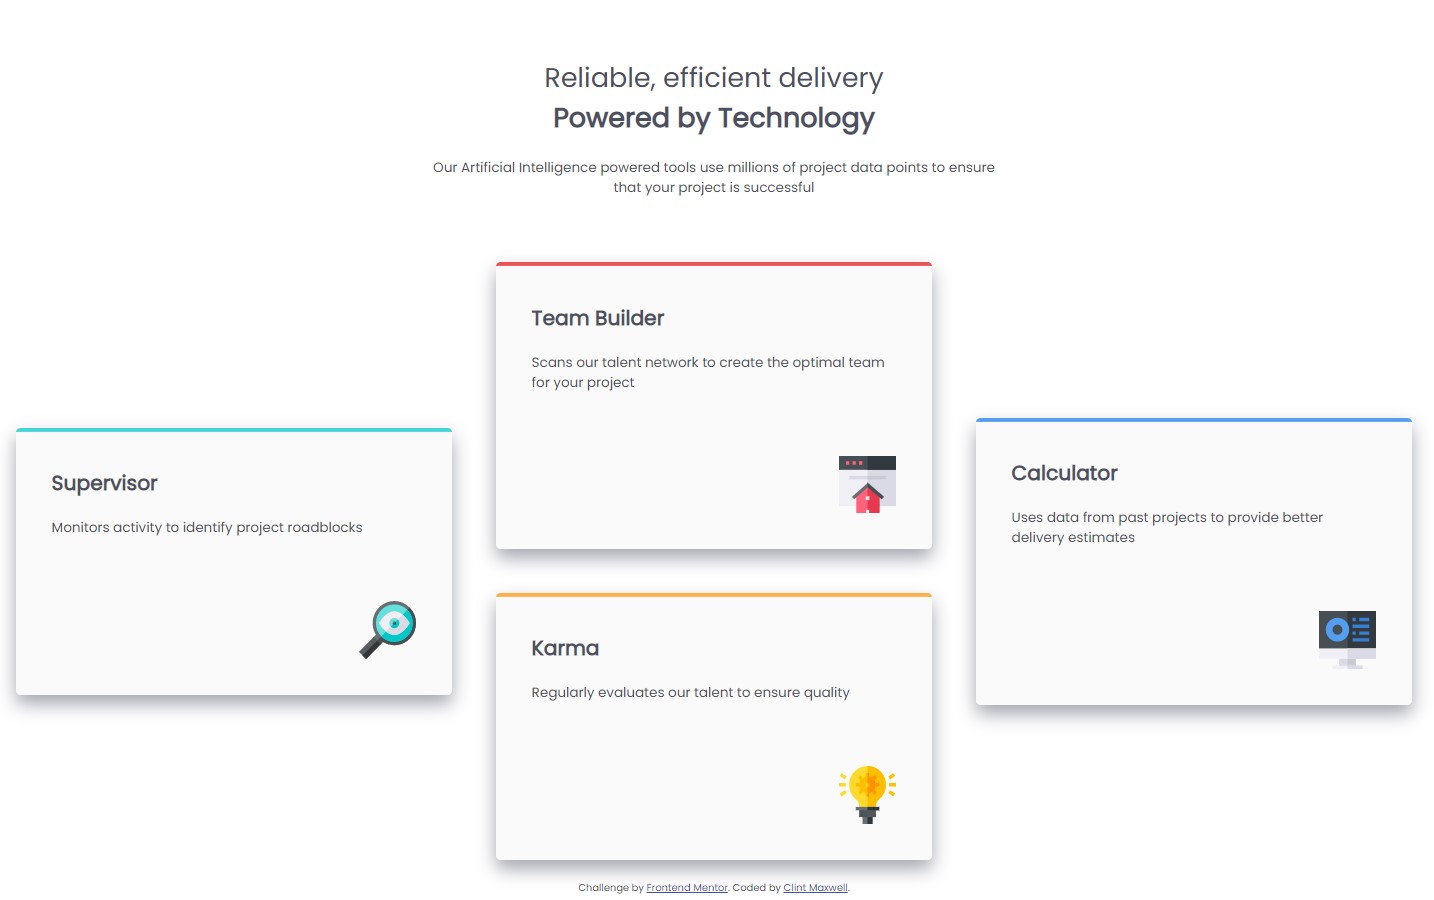 Reliable, efficient delivery
Powered by Technology
Our Artificial Intelligence powered tools use millions of project data points to ensure
that your project is successful
Supervisor
Monitors activity to identify project roadblocks
Team Builder
Scans our talent network to create the optimal team
for your project
Karma
Regularly evaluates our talent to ensure quality
Calculator
Uses data from past projects to provide better
delivery estimates
Challenge by Frontend Mentor. Coded by Clint Maxwell.